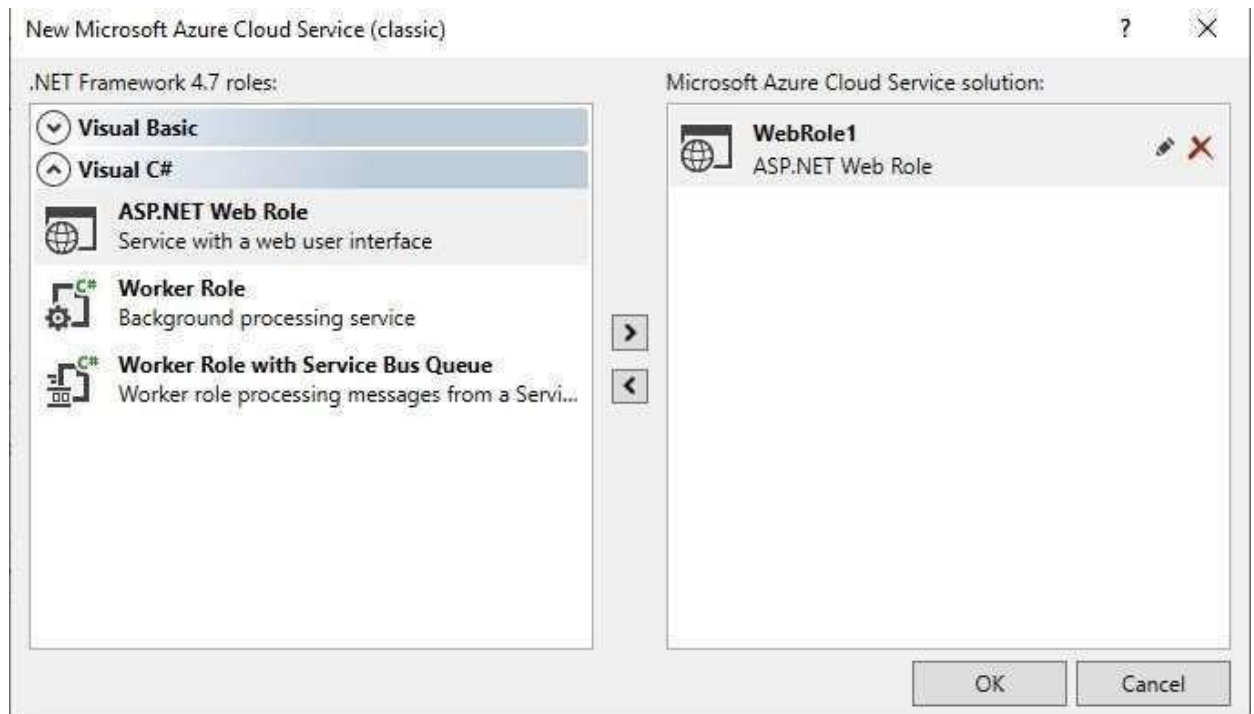 New Microsoft Azure Cloud Service (classic)
?
.NET Framework 4.7 roles:
Visual Basic
Visual C#
ASP.NET Web Role
Service with a web user interface
C#
Worker Role
Background processing service
C#
Worker Role with Service Bus Queue
Worker role processing messages from a Servi...
>
<
Microsoft Azure Cloud Service solution:
WebRole1
ASP.NET Web Role
OK
Cancel